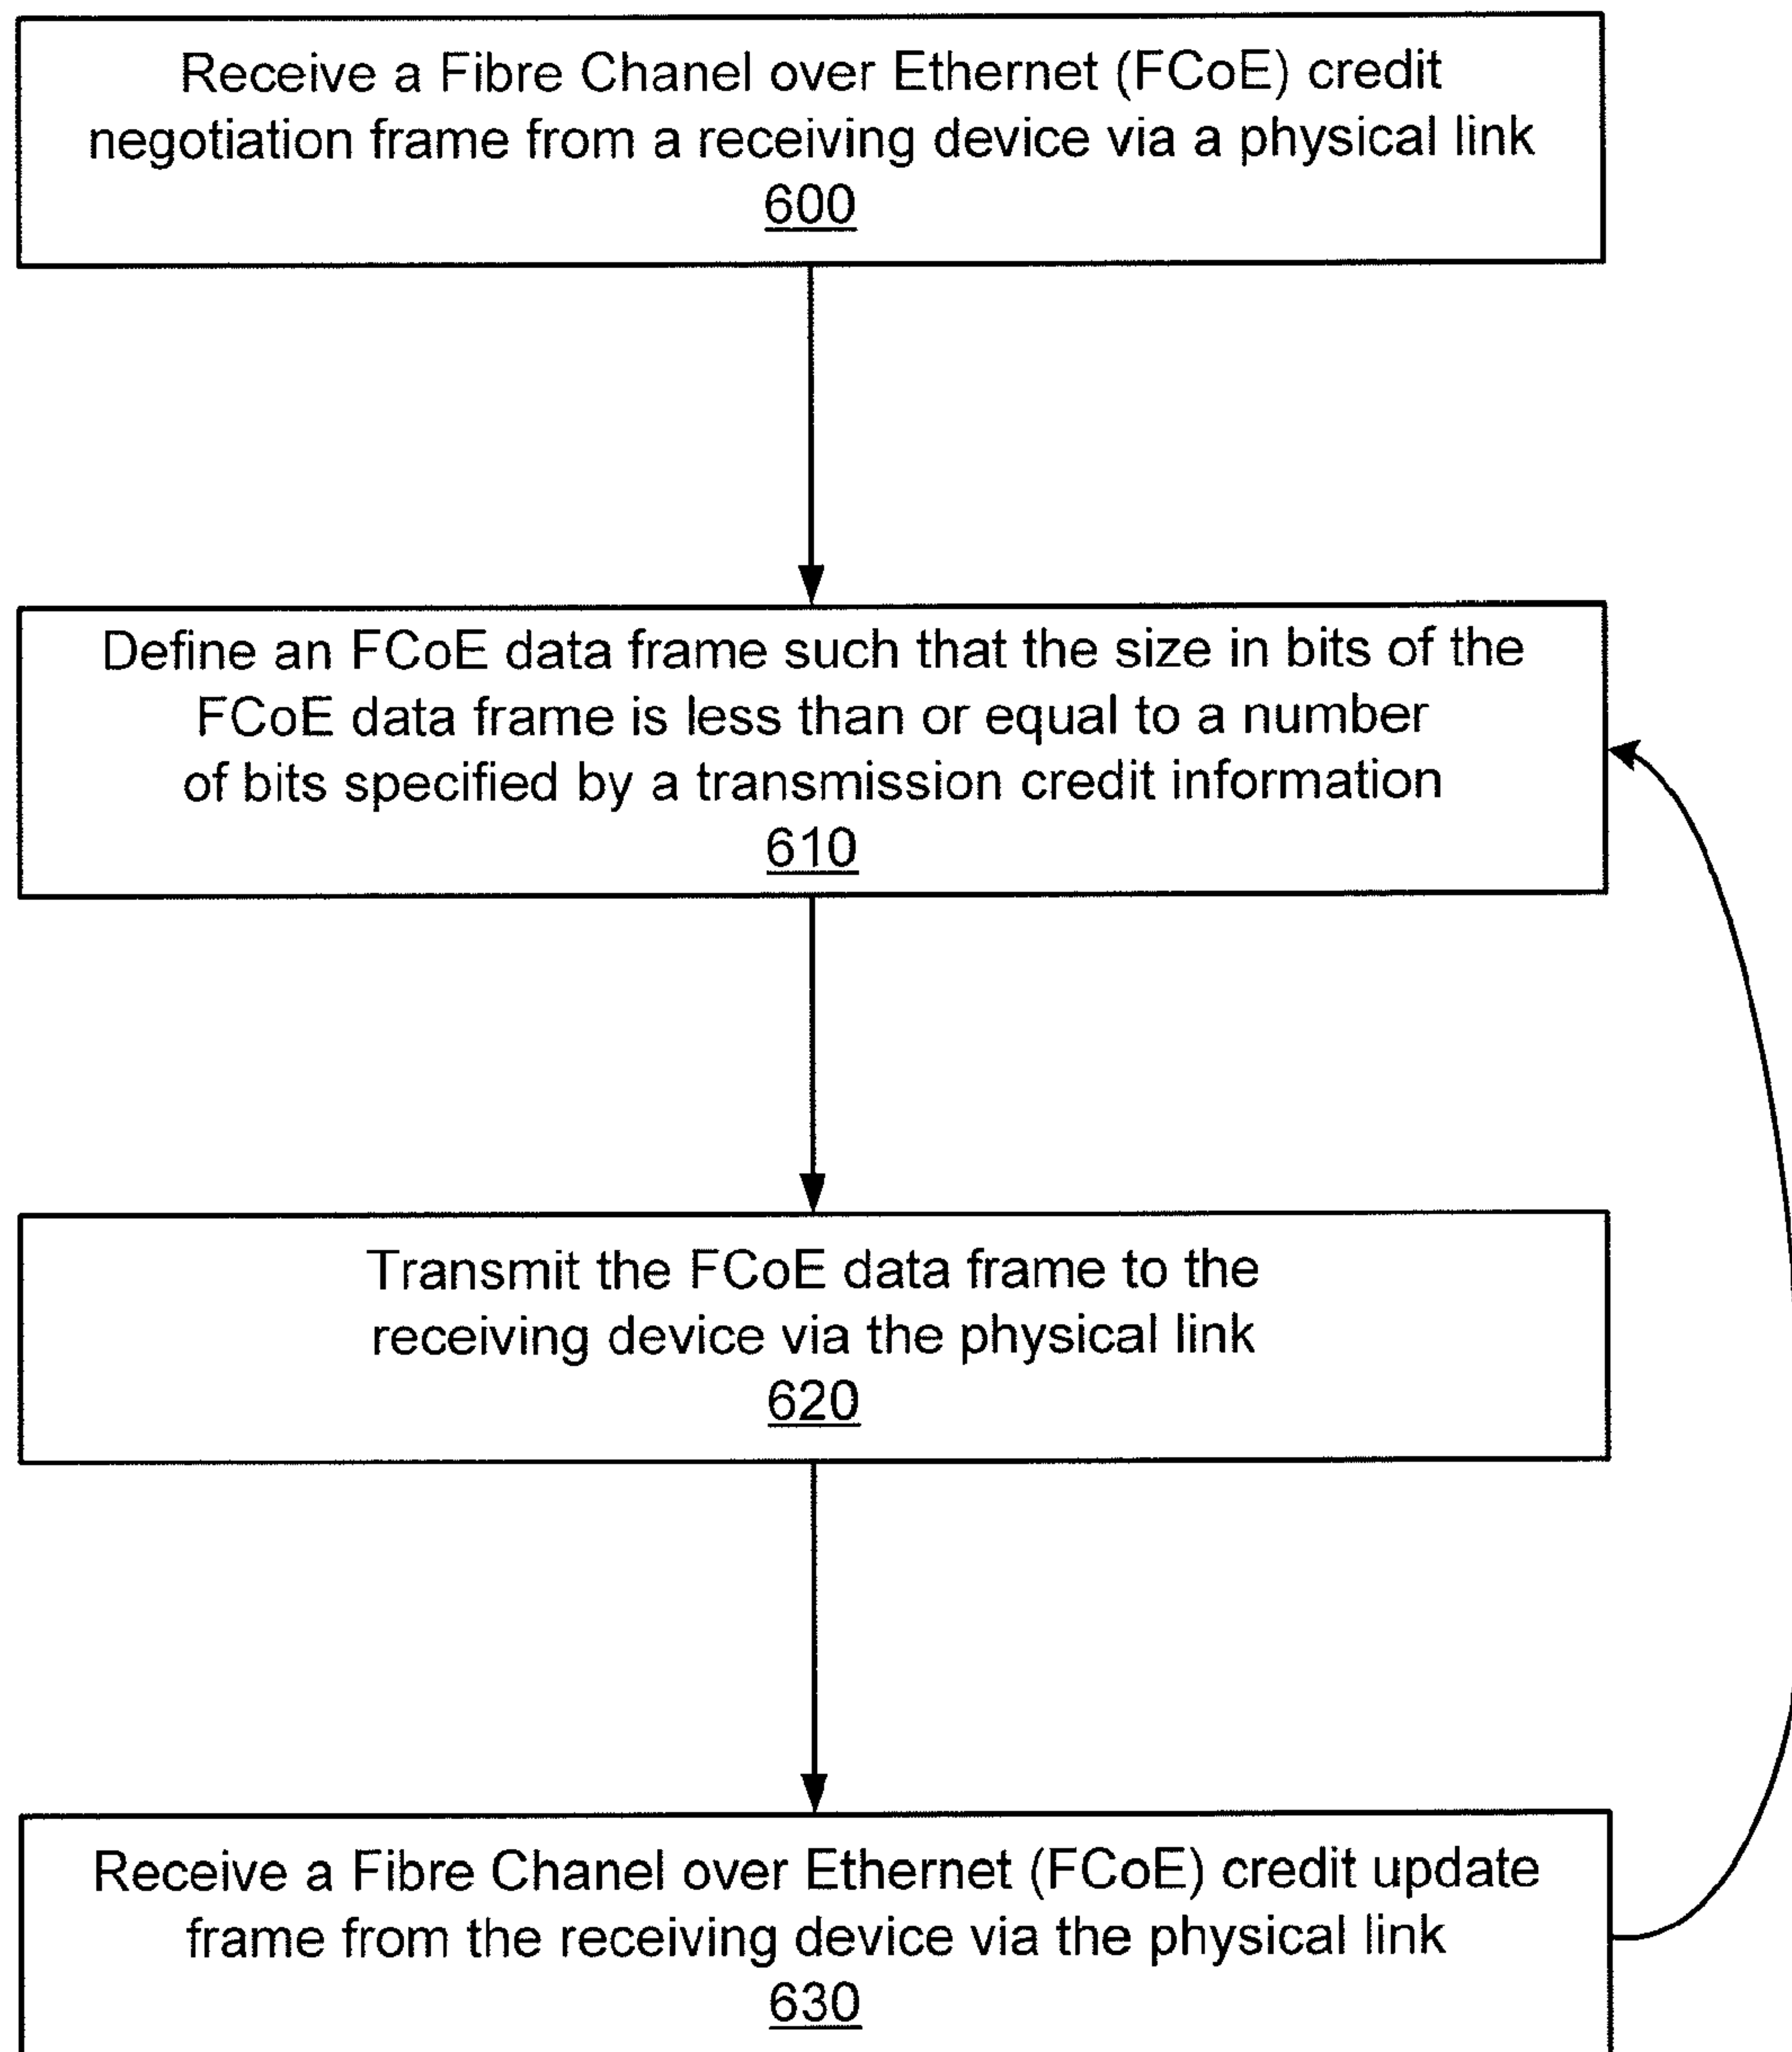 Receive a Fibre Chanel over Ethernet (FCoE) credit
negotiation frame from a receiving device via a physical link
600
Define an FCoE data frame such that the size in bits of the
FCoE data frame is less than or equal to a number
of bits specified by a transmission credit information
610
Transmit the FCoE data frame to the
receiving device via the physical link
620
Receive a Fibre Chanel over Ethernet (FCoE) credit update
frame from the receiving device via the physical link
630